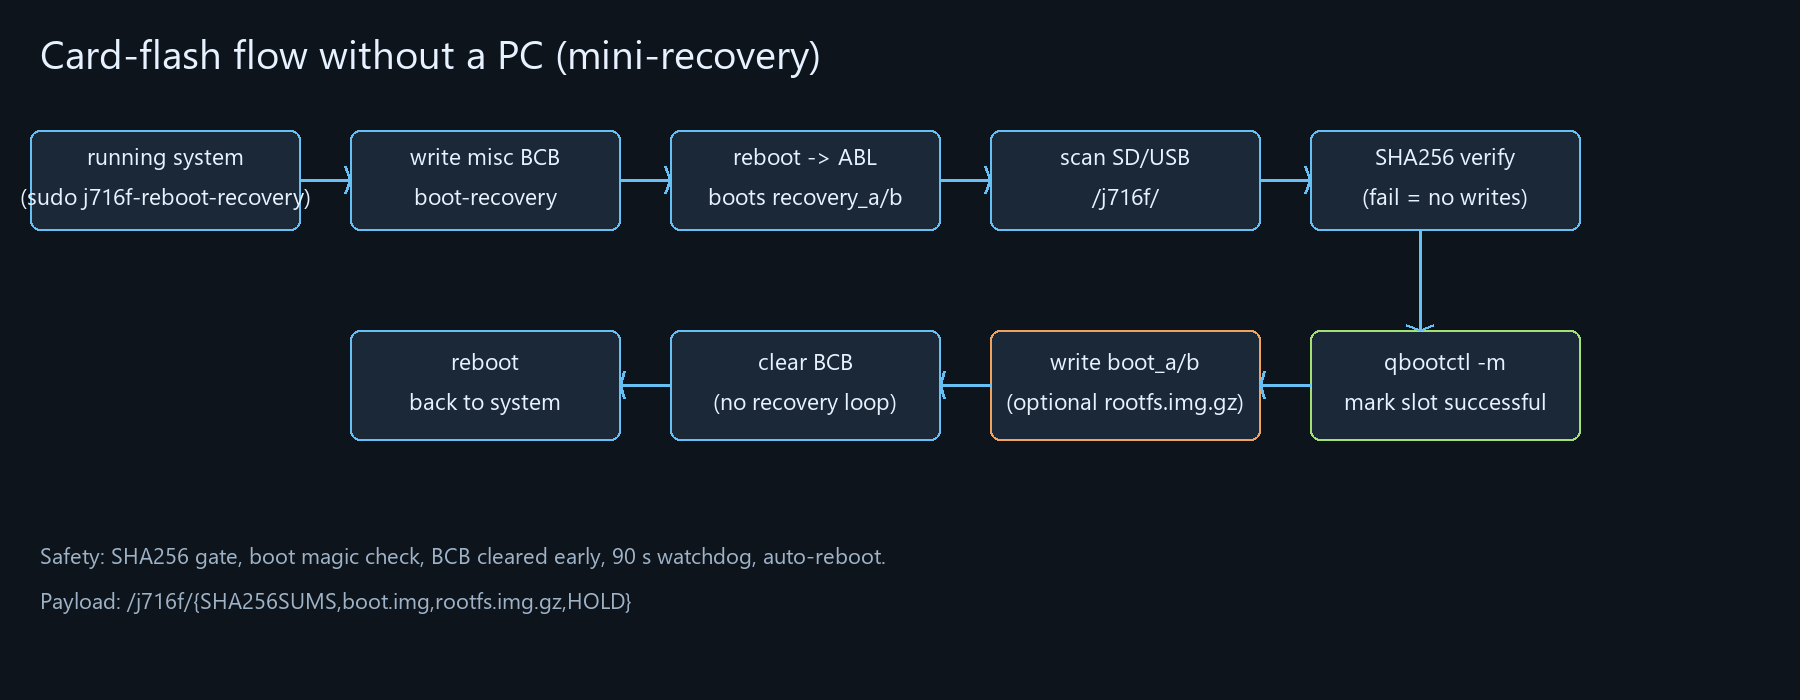 Card-flash flow without a PC (mini-recovery)
running system
(sudo j716f-reboot-recovery)
write misc BCB
boot-recovery
reboot -> ABL
boots recovery_a/b
scan SD/USB
/j716f/
SHA256 verify
(fail = no writes)
qbootctl -m
mark slot successful
write boot_a/b
(optional rootfs.img.gz)
clear BCB
(no recovery loop)
reboot
back to system
Safety: SHA256 gate, boot magic check, BCB cleared early, 90 s watchdog, auto-reboot.
Payload: /j716f/{SHA256SUMS,boot.img,rootfs.img.gz,HOLD}